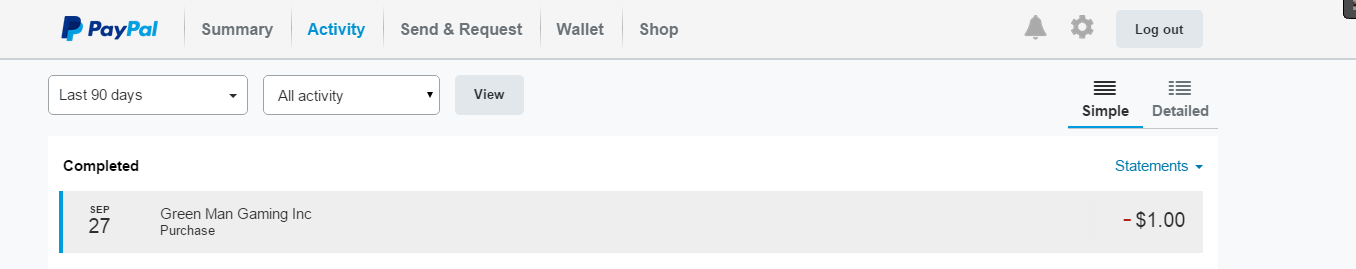 PayPal Summary Activity Send & Request Wallet Shop Log out
Last 90 days All activity View
Simple Detailed
Completed Statements
SEP
27
Green Man Gaming Inc
Purchase
- $1.00